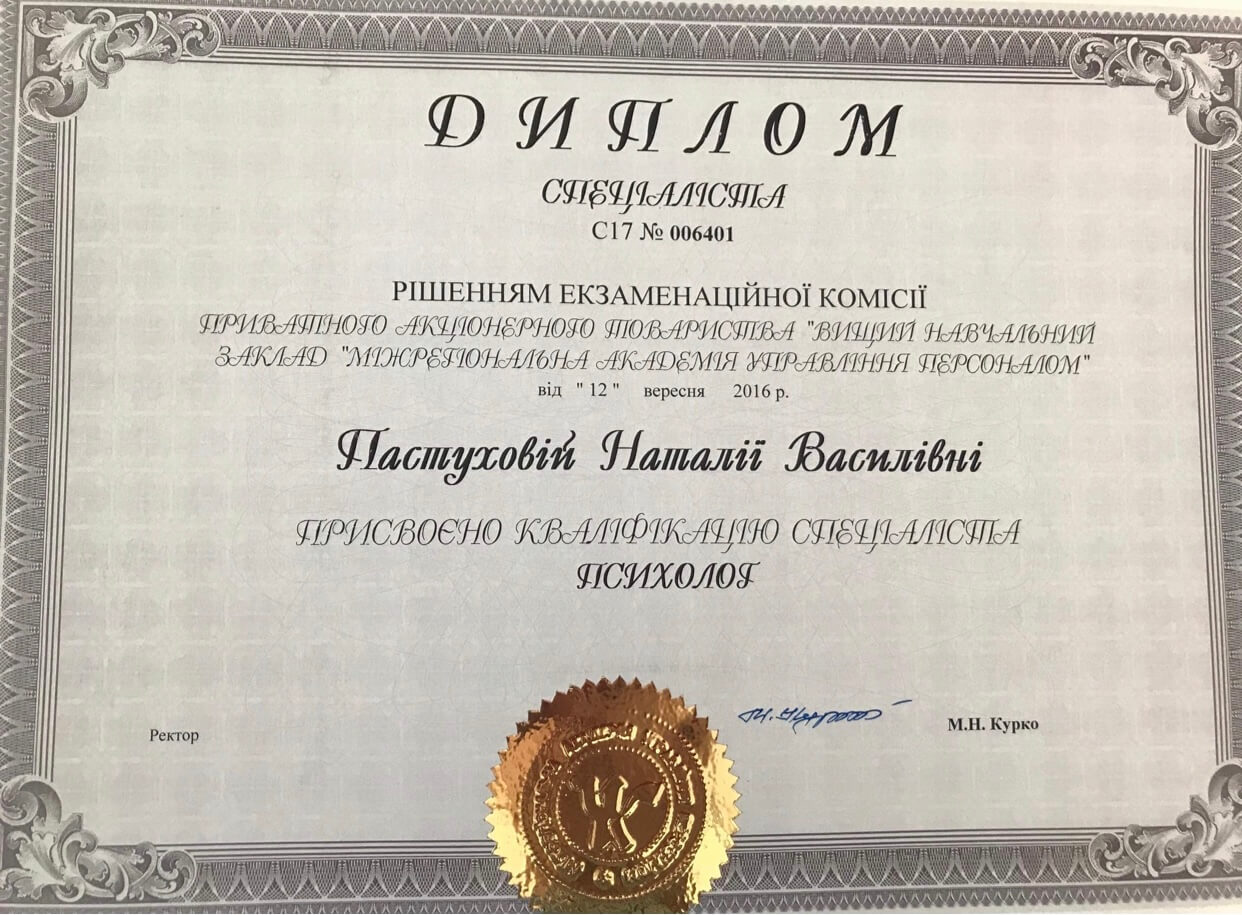 ДИПЛОМ
СПЕЦІАЛІСТА
С17 № 006401
РІШЕННЯМ ЕКЗАМЕНАЦІЙНОЇ КОМІСІЇ
ПРИВАТНОГО АКЦІОНЕРНОГО ТОВАРИСТВА "ВИЩИЙ НАВЧАЛЬНИЙ
ЗАКЛАД "МІЖРЕГІОНАЛЬНА АКАДЕМІЯ УПРАВЛІННЯ ПЕРСОНАЛОМ"
від " 12 " вересня 2016 р.
Пастуховій Наталії Василівні
ПРИСВОЄНО КВАЛІФІКАЦІЮ СПЕЦІАЛІСТА
ПСИХОЛОГ
Ректор
М.Н. Курко